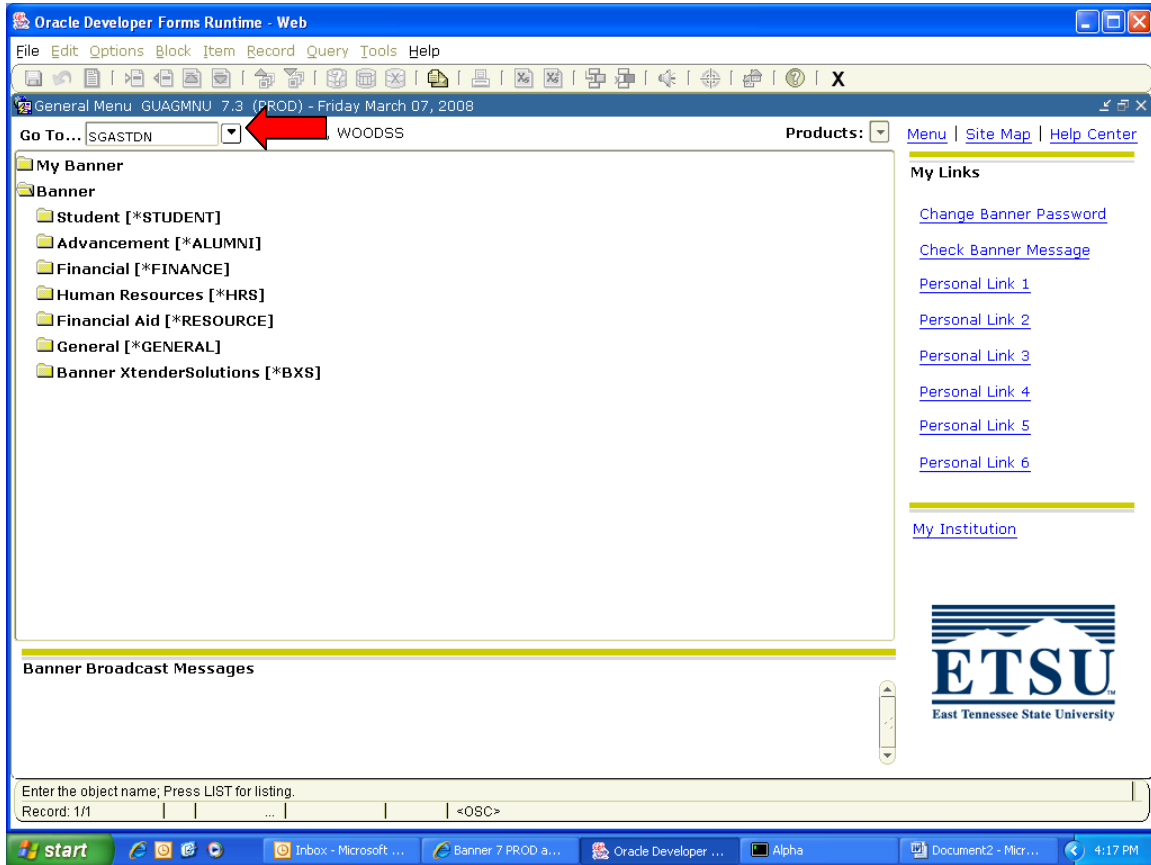 Oracle Developer Forms Runtime - Web
File Edit Options Block Item Record Query Tools Help
X
General Menu GUAGMNU 7.3 (PROD) - Friday March 07, 2008
Go To... SGASTDN , WOODSS Products: Menu | Site Map | Help Center
My Banner
Banner
Student [*STUDENT]
Advancement [*ALUMNI]
Financial [*FINANCE]
Human Resources [*HRS]
Financial Aid [*RESOURCE]
General [*GENERAL]
Banner XtenderSolutions [*BXS]
My Links
Change Banner Password
Check Banner Message
Personal Link 1
Personal Link 2
Personal Link 3
Personal Link 4
Personal Link 5
Personal Link 6
My Institution
ETSU
East Tennessee State University
Banner Broadcast Messages
Enter the object name; Press LIST for listing.
Record: 1/1 ... <OSC>
start Inbox - Microsoft ... Banner 7 PROD a... Oracle Developer ... Alpha Document2 - Micr... 4:17 PM